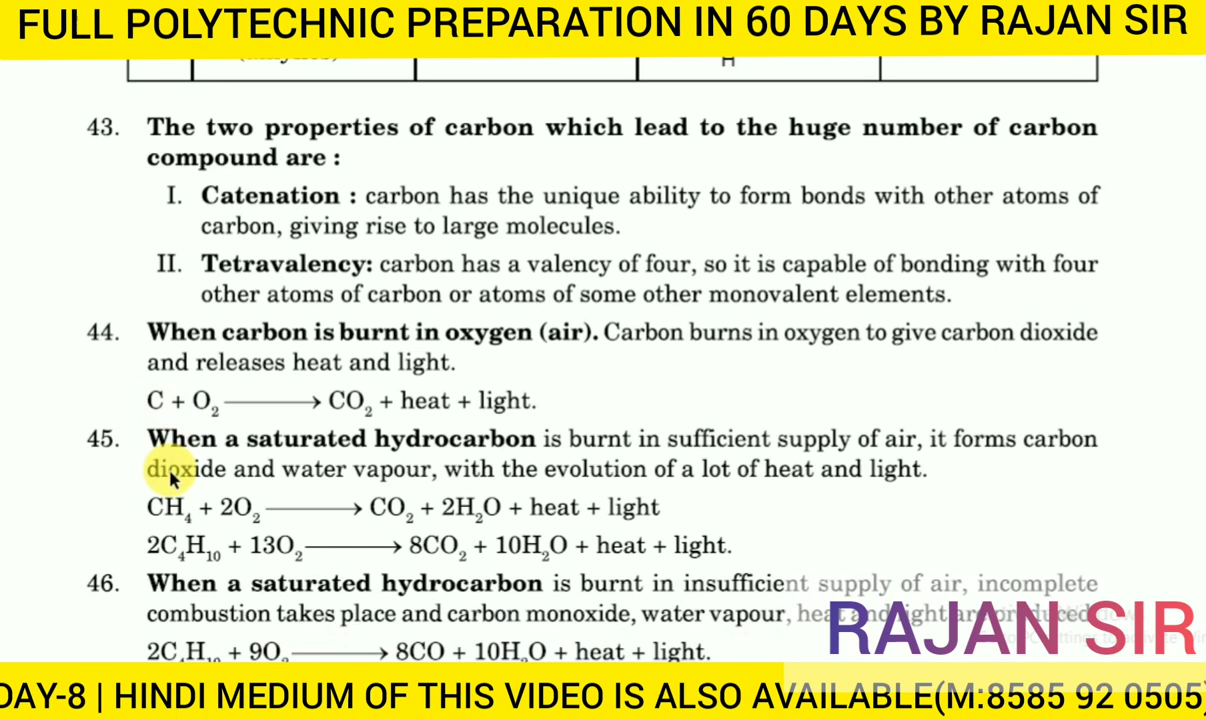 FULL POLYTECHNIC PREPARATION IN 60 DAYS BY RAJAN SIR
H
43. The two properties of carbon which lead to the huge number of carbon
compound are :
I. Catenation : carbon has the unique ability to form bonds with other atoms of
carbon, giving rise to large molecules.
II. Tetravalency: carbon has a valency of four, so it is capable of bonding with four
other atoms of carbon or atoms of some other monovalent elements.
44. When carbon is burnt in oxygen (air). Carbon burns in oxygen to give carbon dioxide
and releases heat and light.
C + O₂ ⟶ CO₂ + heat + light.
45. When a saturated hydrocarbon is burnt in sufficient supply of air, it forms carbon
dioxide and water vapour, with the evolution of a lot of heat and light.
CH₄ + 2O₂ ⟶ CO₂ + 2H₂O + heat + light
2C₄H₁₀ + 13O₂ ⟶ 8CO₂ + 10H₂O + heat + light.
46. When a saturated hydrocarbon is burnt in insufficient supply of air, incomplete
combustion takes place and carbon monoxide, water vapour, heat and light are produced
RAJAN SIR
2C₄H₁₀ + 9O₂ ⟶ 8CO + 10H₂O + heat + light.
DAY-8 | HINDI MEDIUM OF THIS VIDEO IS ALSO AVAILABLE(M:8585 92 0505)